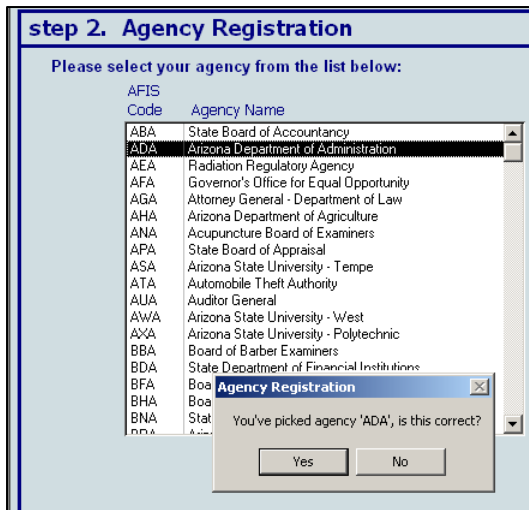 step 2. Agency Registration
Please select your agency from the list below:
AFIS
Code Agency Name
ABA State Board of Accountancy
ADA Arizona Department of Administration
AEA Radiation Regulatory Agency
AFA Governor's Office for Equal Opportunity
AGA Attorney General - Department of Law
AHA Arizona Department of Agriculture
ANA Acupuncture Board of Examiners
APA State Board of Appraisal
ASA Arizona State University - Tempe
ATA Automobile Theft Authority
AUA Auditor General
AWA Arizona State University - West
AXA Arizona State University - Polytechnic
BBA Board of Barber Examiners
BDA State Department of Financial Institutions
BFA Boa
BHA Boa
BNA Stat
Agency Registration
You've picked agency 'ADA', is this correct?
Yes No